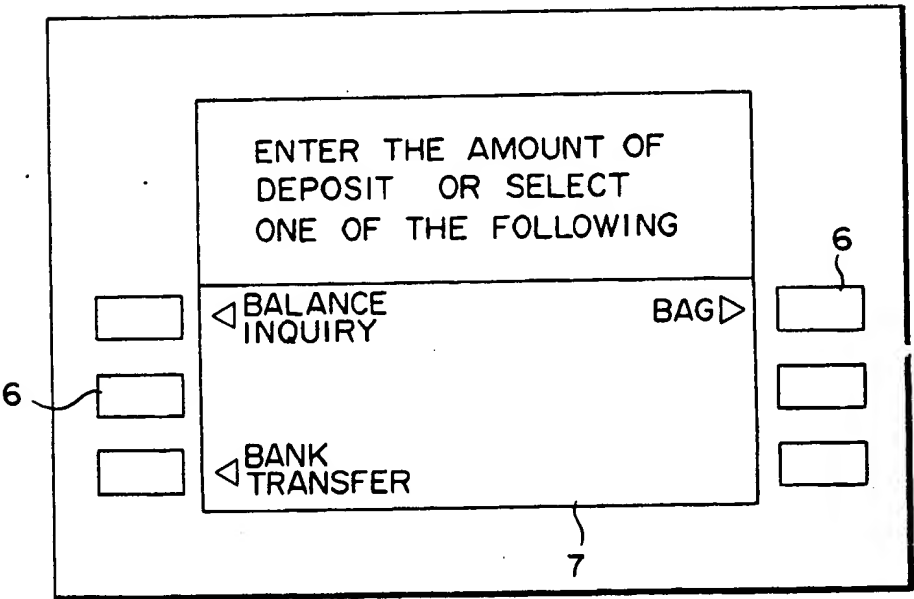 ENTER THE AMOUNT OF
DEPOSIT OR SELECT
ONE OF THE FOLLOWING
6
BALANCE
INQUIRY
BAG
6
BANK
TRANSFER
7